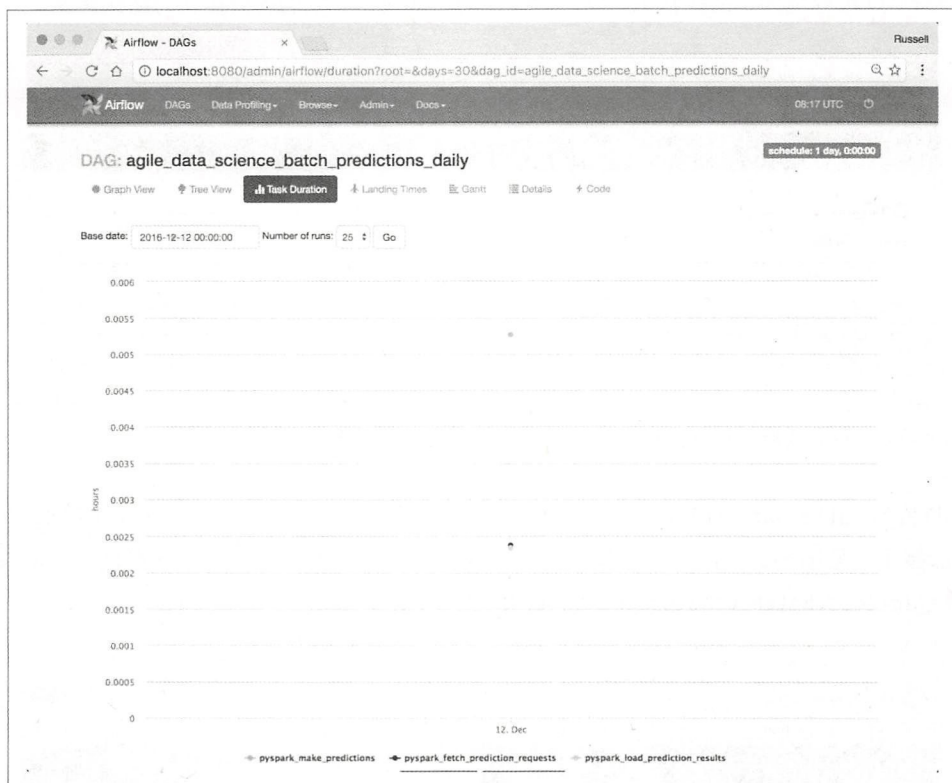 Airflow - DAGs
Russell
localhost:8080/admin/airflow/duration?root=&days=30&dag_id=agile_data_science_batch_predictions_daily
Airflow DAGs Data Profiling Browse Admin Docs 08:17 UTC
DAG: agile_data_science_batch_predictions_daily
schedule: 1 day, 0:00:00
Graph View Tree View Task Duration Landing Times Gantt Details Code
Base date: 2016-12-12 00:00:00 Number of runs: 25 Go
0.006
0.0055
0.005
0.0045
0.004
0.0035
0.003
0.0025
0.002
0.0015
0.001
0.0005
0
hours
12. Dec
pyspark_make_predictions pyspark_fetch_prediction_requests pyspark_load_prediction_results